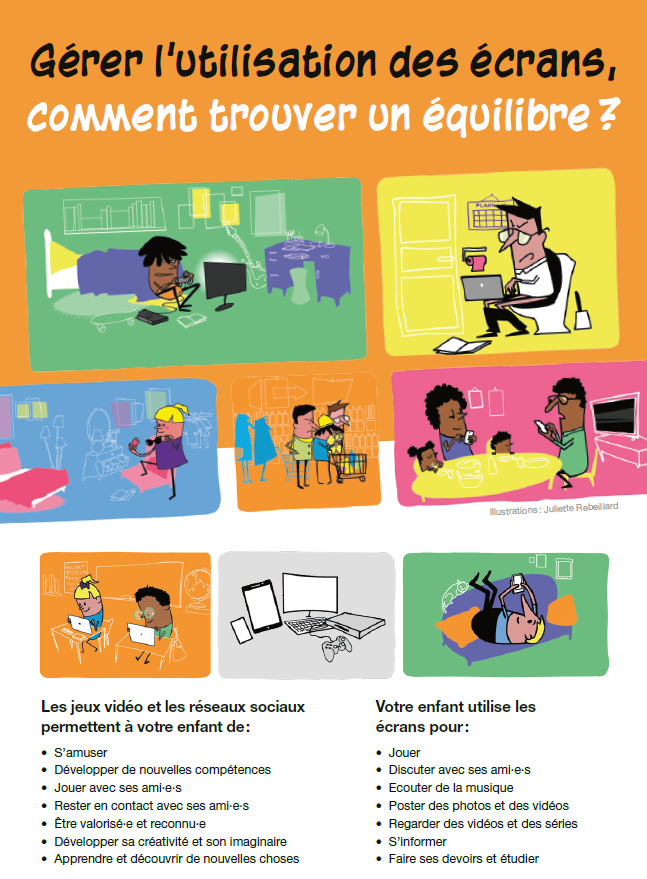 Gérer l'utilisation des écrans,
comment trouver un équilibre ?
Illustrations : Juliette Rebeillard
Les jeux vidéo et les réseaux sociaux
permettent à votre enfant de :
• S'amuser
• Développer de nouvelles compétences
• Jouer avec ses ami·e·s
• Rester en contact avec ses ami·e·s
• Être valorisé·e et reconnu·e
• Développer sa créativité et son imaginaire
• Apprendre et découvrir de nouvelles choses
Votre enfant utilise les
écrans pour :
• Jouer
• Discuter avec ses ami·e·s
• Ecouter de la musique
• Poster des photos et des vidéos
• Regarder des vidéos et des séries
• S'informer
• Faire ses devoirs et étudier